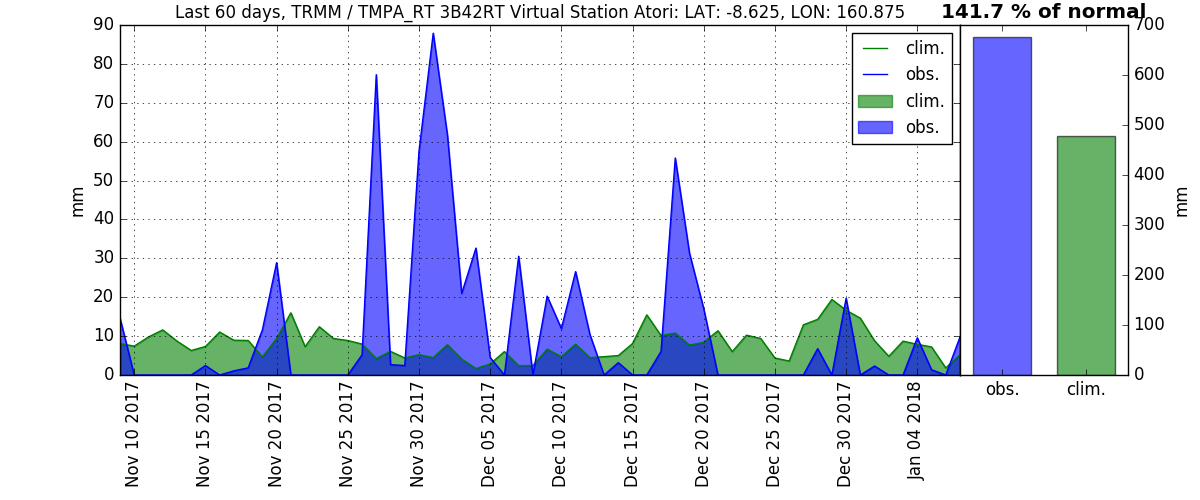 Last 60 days, TRMM / TMPA_RT 3B42RT Virtual Station Atori: LAT: -8.625, LON: 160.875
141.7 % of normal
90
80
70
60
50
40
30
20
10
0
mm
clim.
obs.
clim.
obs.
Nov 10 2017
Nov 15 2017
Nov 20 2017
Nov 25 2017
Nov 30 2017
Dec 05 2017
Dec 10 2017
Dec 15 2017
Dec 20 2017
Dec 25 2017
Dec 30 2017
Jan 04 2018
700
600
500
400
300
200
100
0
mm
obs.
clim.